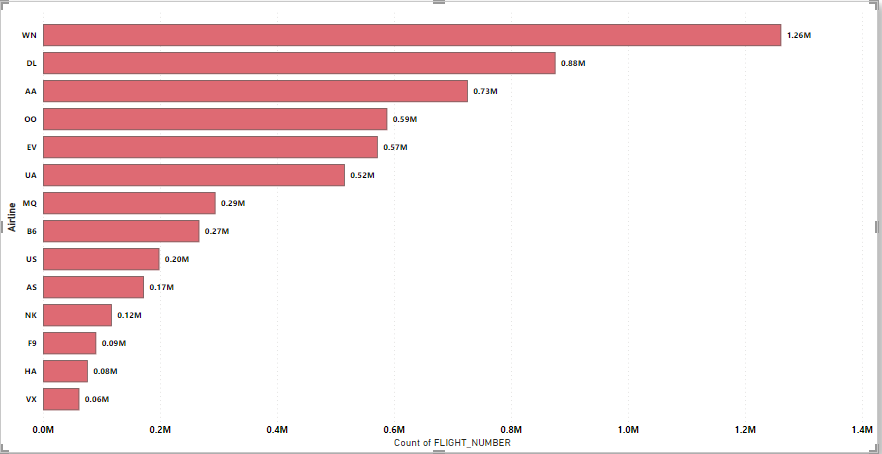 WN 1.26M
DL 0.88M
AA 0.73M
OO 0.59M
EV 0.57M
UA 0.52M
MQ 0.29M
B6 0.27M
US 0.20M
AS 0.17M
NK 0.12M
F9 0.09M
HA 0.08M
VX 0.06M
Airline
0.0M 0.2M 0.4M 0.6M 0.8M 1.0M 1.2M 1.4M
Count of FLIGHT_NUMBER